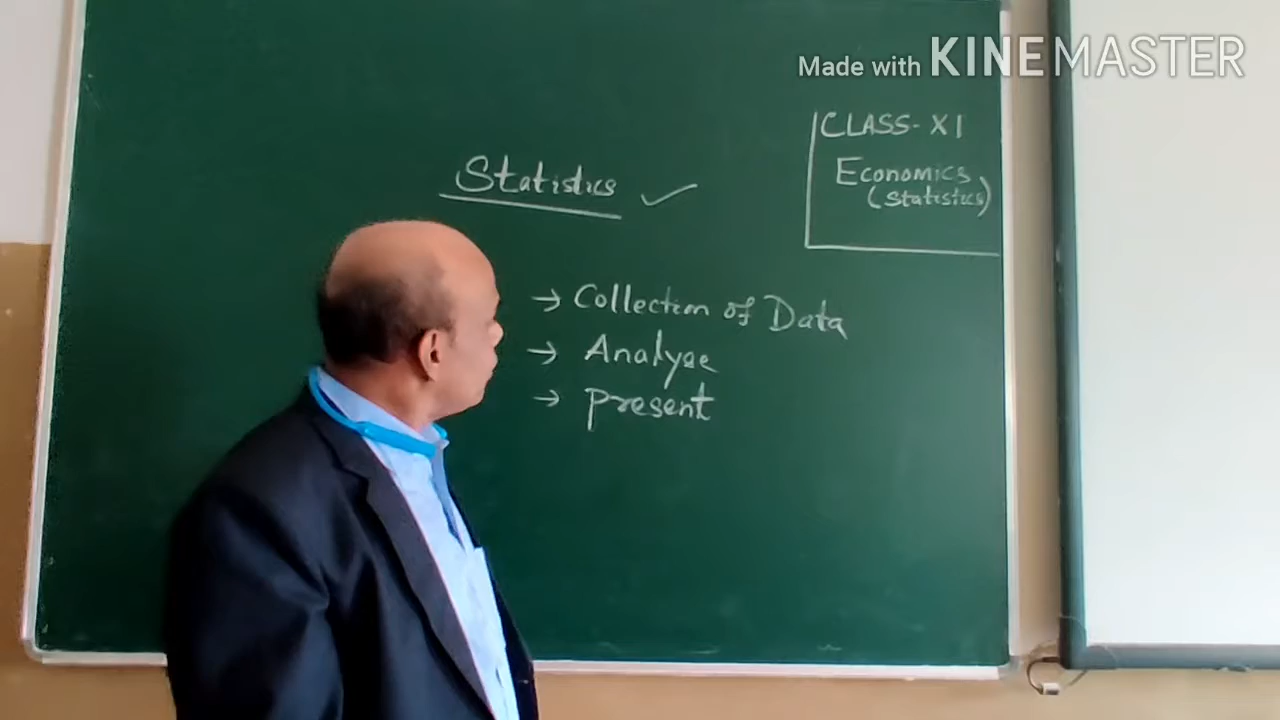 Made with KINEMASTER
CLASS- XI
Economics
(Statistics)
Statistics
→ Collection of Data
→ Analyse
→ Present